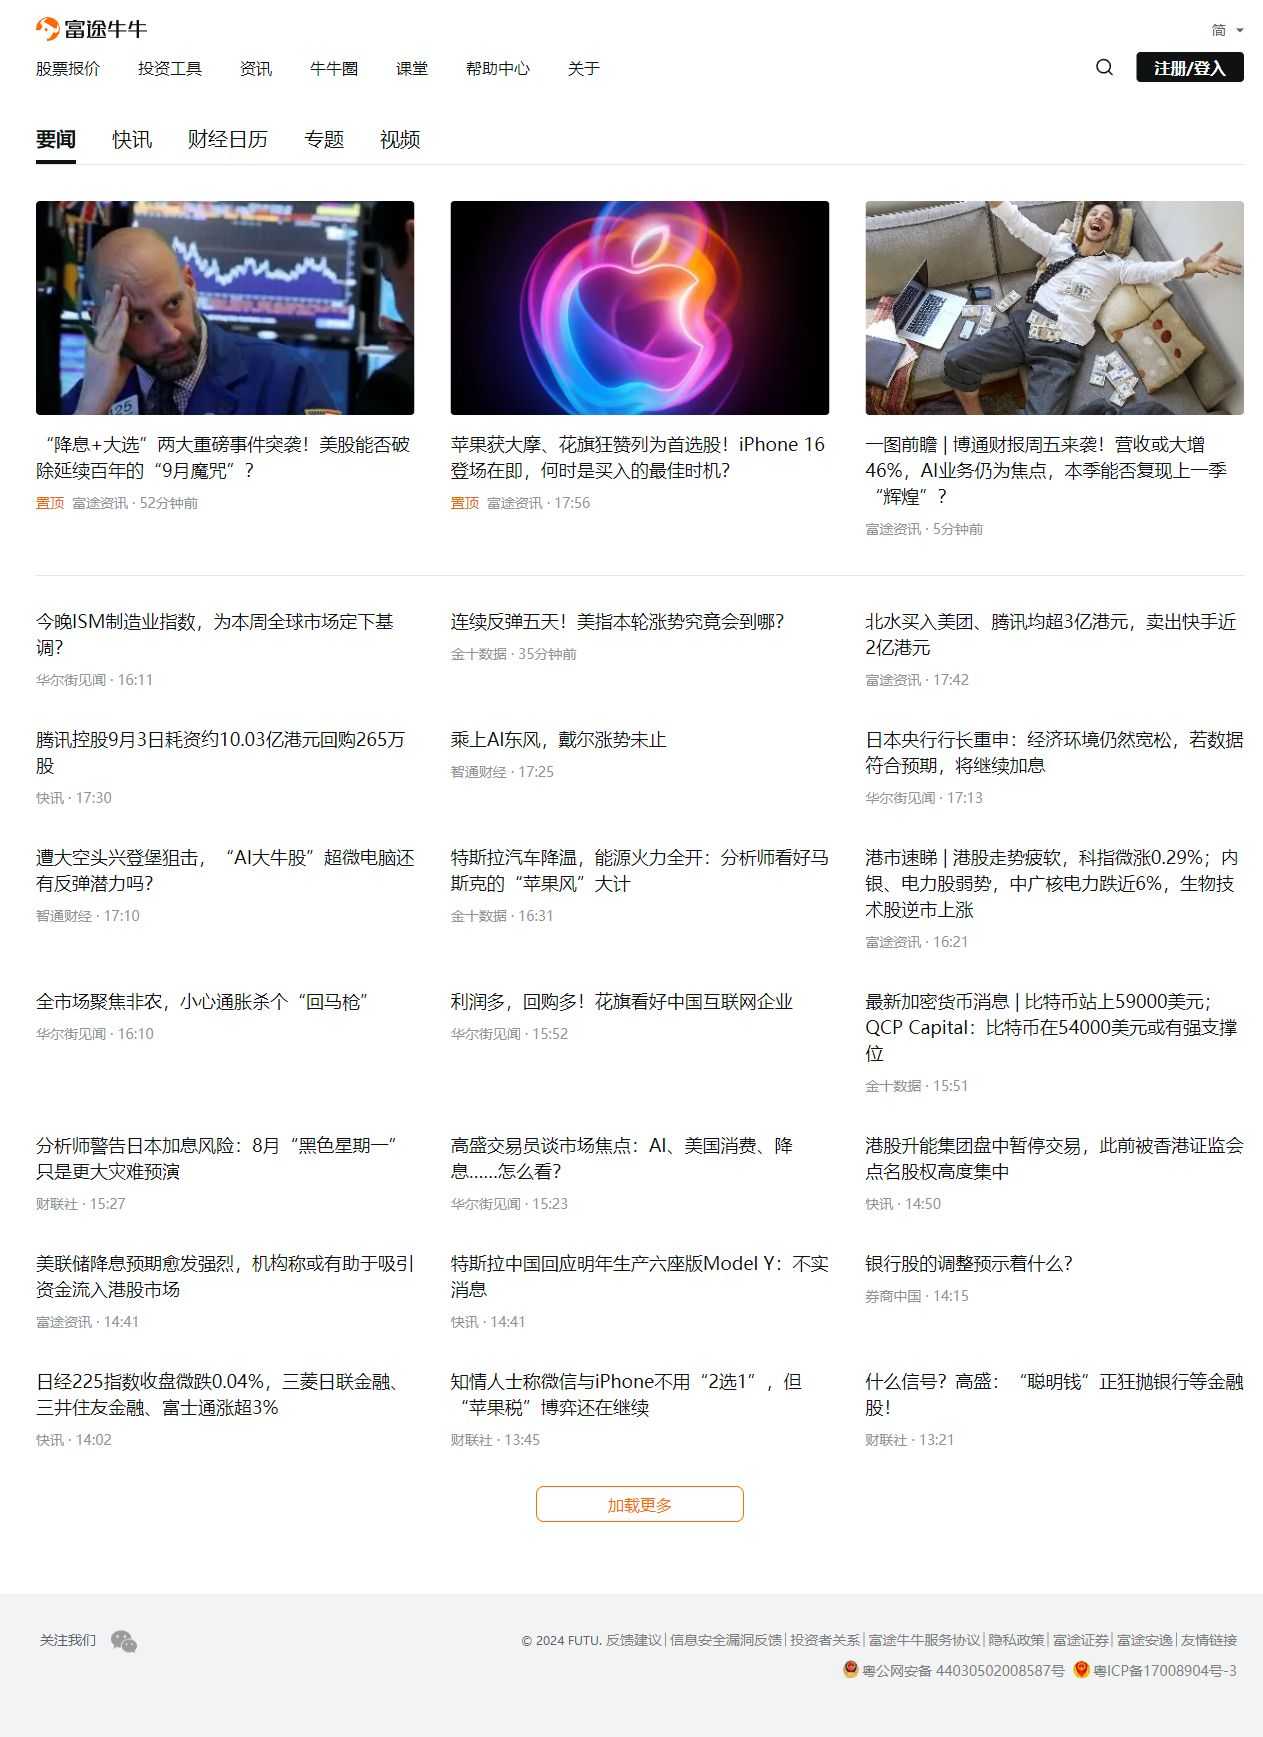 富途牛牛
简
股票报价 投资工具 资讯 牛牛圈 课堂 帮助中心 关于
注册/登入
要闻 快讯 财经日历 专题 视频
“降息+大选”两大重磅事件突袭！美股能否破
除延续百年的“9月魔咒”？
置顶 富途资讯 · 52分钟前
苹果获大摩、花旗狂赞列为首选股！iPhone 16
登场在即，何时是买入的最佳时机？
置顶 富途资讯 · 17:56
一图前瞻 | 博通财报周五来袭！营收或大增
46%，AI业务仍为焦点，本季能否复现上一季
“辉煌”？
富途资讯 · 5分钟前
今晚ISM制造业指数，为本周全球市场定下基
调？
华尔街见闻 · 16:11
连续反弹五天！美指本轮涨势究竟会到哪？
金十数据 · 35分钟前
北水买入美团、腾讯均超3亿港元，卖出快手近
2亿港元
富途资讯 · 17:42
腾讯控股9月3日耗资约10.03亿港元回购265万
股
快讯 · 17:30
乘上AI东风，戴尔涨势未止
智通财经 · 17:25
日本央行行长重申：经济环境仍然宽松，若数据
符合预期，将继续加息
华尔街见闻 · 17:13
遭大空头兴登堡狙击，“AI大牛股”超微电脑还
有反弹潜力吗？
智通财经 · 17:10
特斯拉汽车降温，能源火力全开：分析师看好马
斯克的“苹果风”大计
金十数据 · 16:31
港市速睇 | 港股走势疲软，科指微涨0.29%；内
银、电力股弱势，中广核电力跌近6%，生物技
术股逆市上涨
富途资讯 · 16:21
全市场聚焦非农，小心通胀杀个“回马枪”
华尔街见闻 · 16:10
利润多，回购多！花旗看好中国互联网企业
华尔街见闻 · 15:52
最新加密货币消息 | 比特币站上59000美元；
QCP Capital：比特币在54000美元或有强支撑
位
金十数据 · 15:51
分析师警告日本加息风险：8月“黑色星期一”
只是更大灾难预演
财联社 · 15:27
高盛交易员谈市场焦点：AI、美国消费、降
息……怎么看？
华尔街见闻 · 15:23
港股升能集团盘中暂停交易，此前被香港证监会
点名股权高度集中
快讯 · 14:50
美联储降息预期愈发强烈，机构称或有助于吸引
资金流入港股市场
富途资讯 · 14:41
特斯拉中国回应明年生产六座版Model Y：不实
消息
快讯 · 14:41
银行股的调整预示着什么？
券商中国 · 14:15
日经225指数收盘微跌0.04%，三菱日联金融、
三井住友金融、富士通涨超3%
快讯 · 14:02
知情人士称微信与iPhone不用“2选1”，但
“苹果税”博弈还在继续
财联社 · 13:45
什么信号？高盛：“聪明钱”正狂抛银行等金融
股！
财联社 · 13:21
加载更多
关注我们
© 2024 FUTU. 反馈建议 | 信息安全漏洞反馈 | 投资者关系 | 富途牛牛服务协议 | 隐私政策 | 富途证券 | 富途安逸 | 友情链接
粤公网安备 44030502008587号 粤ICP备17008904号-3